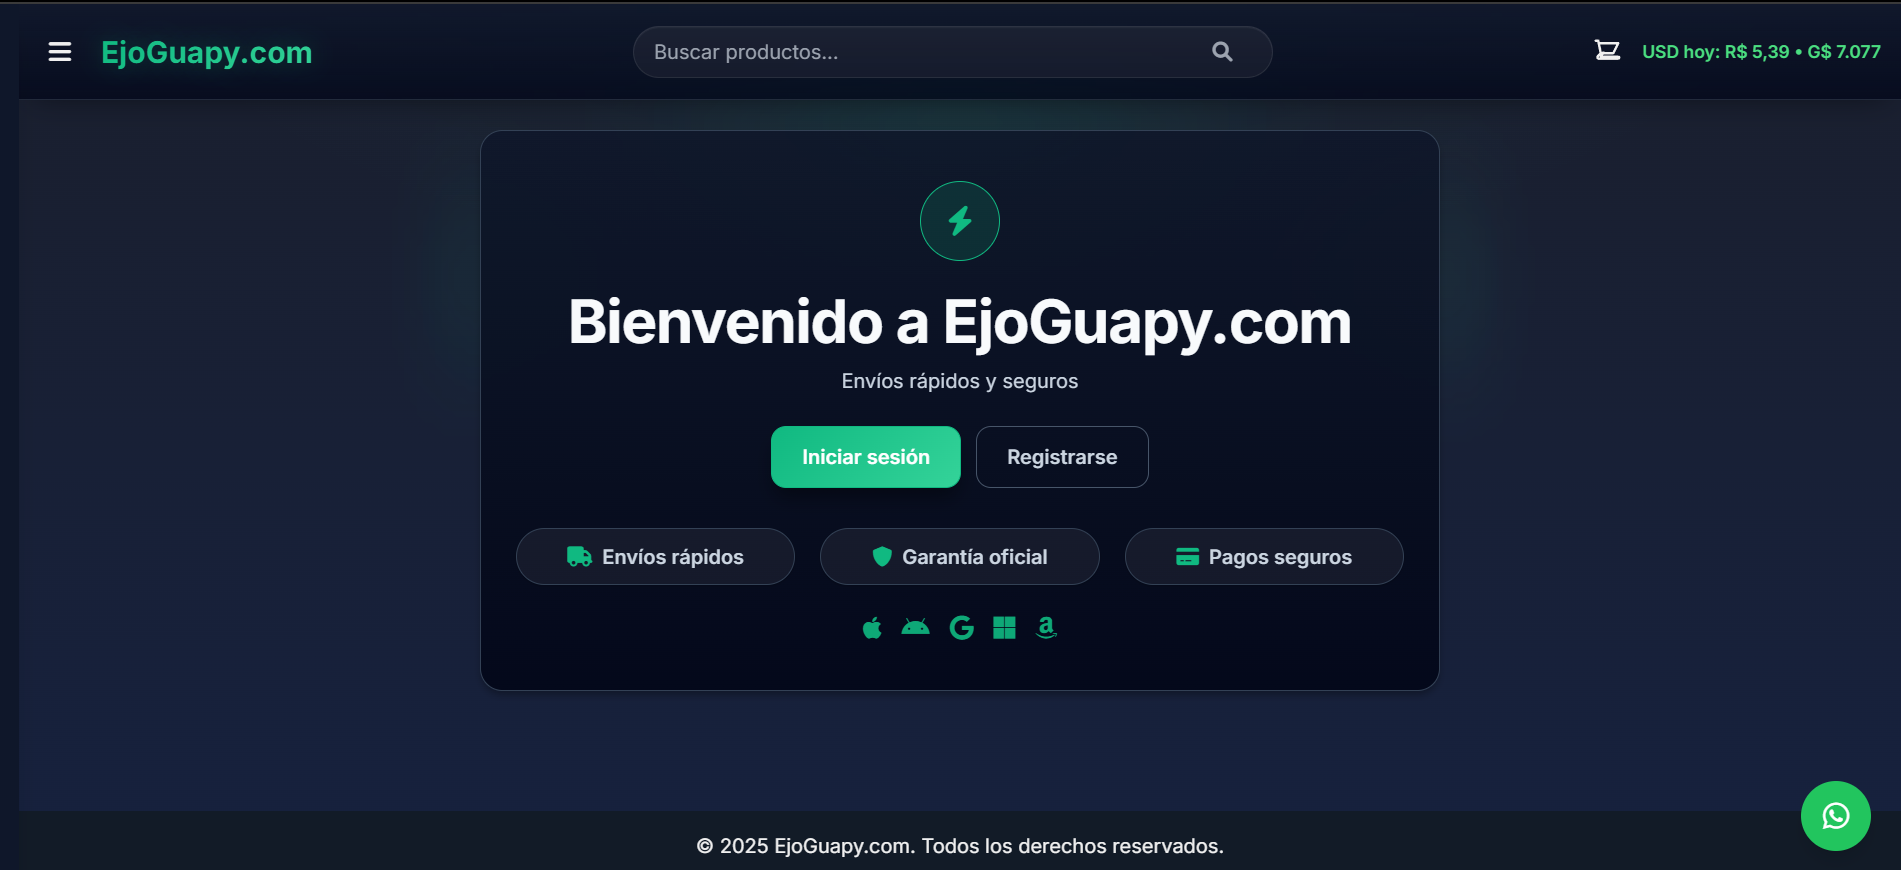 EjoGuapy.com
Buscar productos...
USD hoy: R$ 5,39 • G$ 7.077
Bienvenido a EjoGuapy.com
Envíos rápidos y seguros
Iniciar sesión
Registrarse
Envíos rápidos
Garantía oficial
Pagos seguros
© 2025 EjoGuapy.com. Todos los derechos reservados.